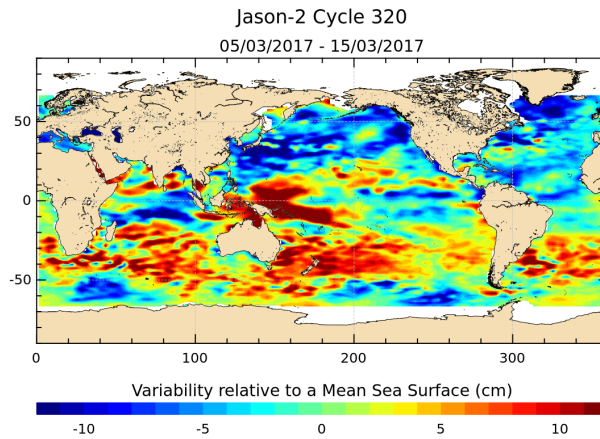 Jason-2 Cycle 320
05/03/2017 - 15/03/2017
50
0
-50
0 100 200 300
Variability relative to a Mean Sea Surface (cm)
-10 -5 0 5 10